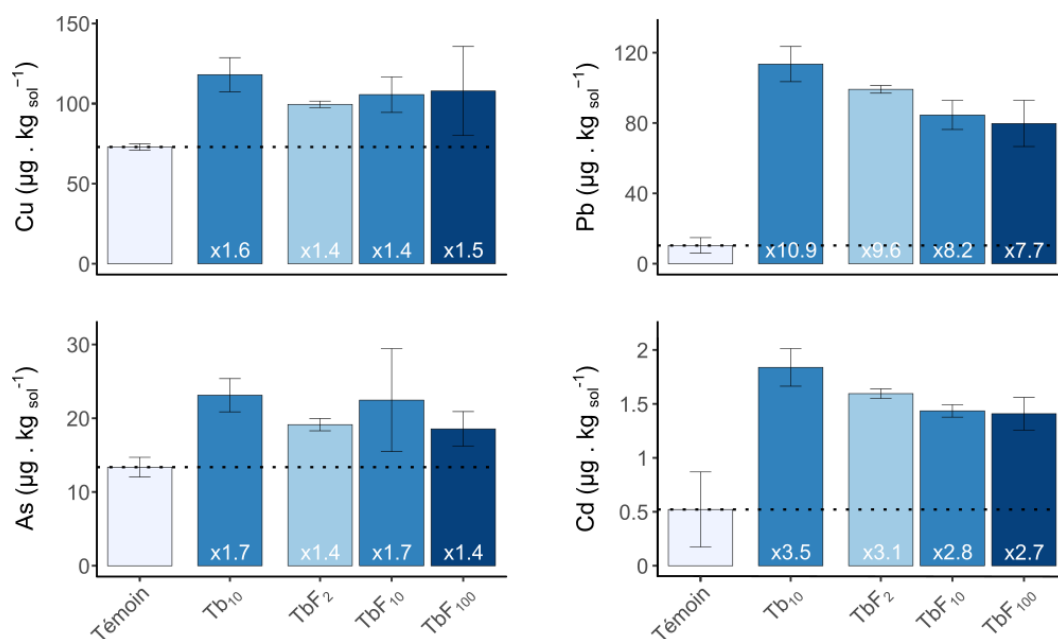 Cu (µg . kg sol⁻¹)
150
100
50
0
x1.6
x1.4
x1.4
x1.5
Pb (µg . kg sol⁻¹)
120
80
40
0
x10.9
x9.6
x8.2
x7.7
As (µg . kg sol⁻¹)
30
20
10
0
x1.7
x1.4
x1.7
x1.4
Témoin
Tb₁₀
TbF₂
TbF₁₀
TbF₁₀₀
Cd (µg . kg sol⁻¹)
2
1.5
1
0.5
0
x3.5
x3.1
x2.8
x2.7
Témoin
Tb₁₀
TbF₂
TbF₁₀
TbF₁₀₀